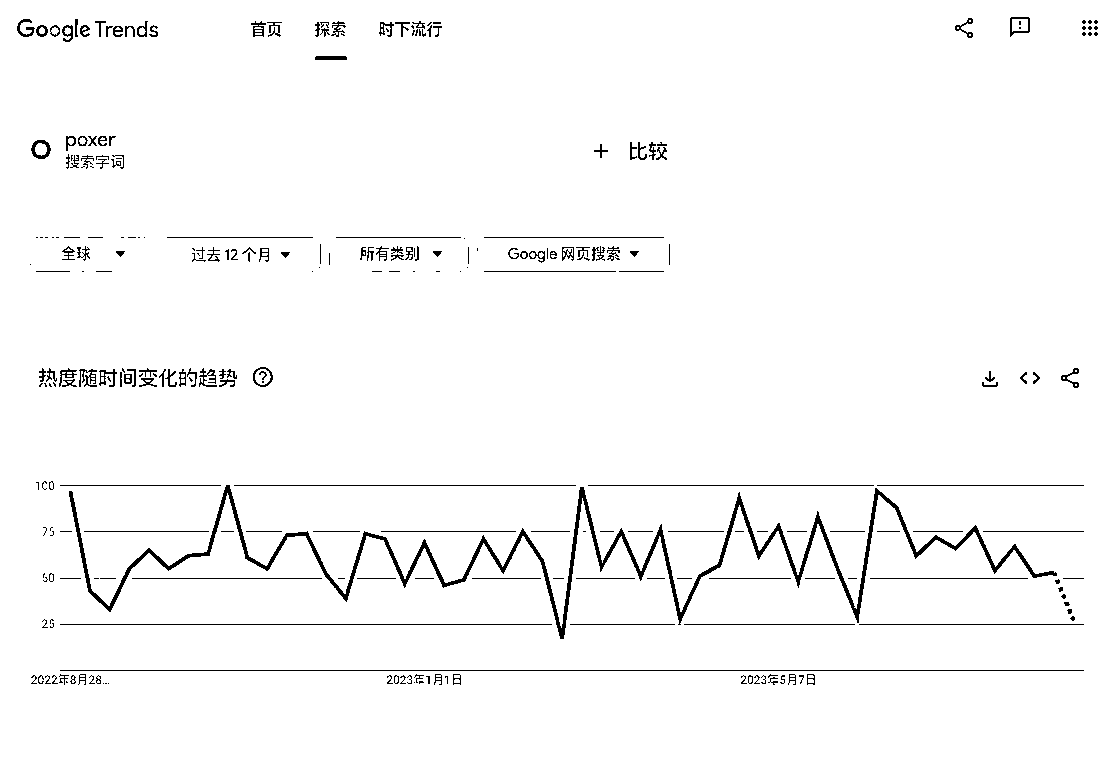 Google Trends 首页 探索 时下流行
poxer
搜索字词
+ 比较
全球 过去 12 个月 所有类别 Google 网页搜索
热度随时间变化的趋势
100
75
50
25
2022年8月28… 2023年1月1日 2023年5月7日